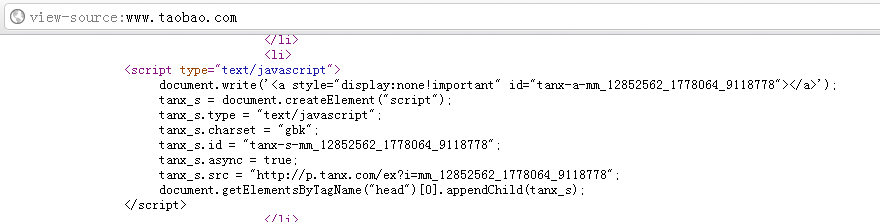 view-source:www.taobao.com
</li>
<li>
<script type="text/javascript">
document.write('<a style="display:none!important" id="tanx-a-mm_12852562_1778064_9118778"></a>');
tanx_s = document.createElement("script");
tanx_s.type = "text/javascript";
tanx_s.charset = "gbk";
tanx_s.id = "tanx-s-mm_12852562_1778064_9118778";
tanx_s.async = true;
tanx_s.src = "http://p.tanx.com/ex?i=mm_12852562_1778064_9118778";
document.getElementsByTagName("head")[0].appendChild(tanx_s);
</script>
</li>